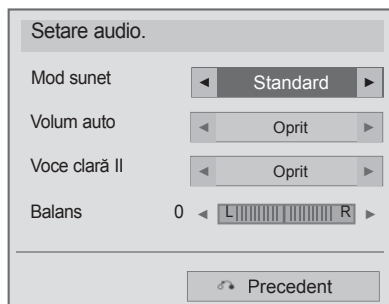 Setare audio.
Mod sunet ◄ Standard ►
Volum auto ◄ Oprit ►
Voce clară II ◄ Oprit ►
Balans 0 ◄ L R ►
Precedent